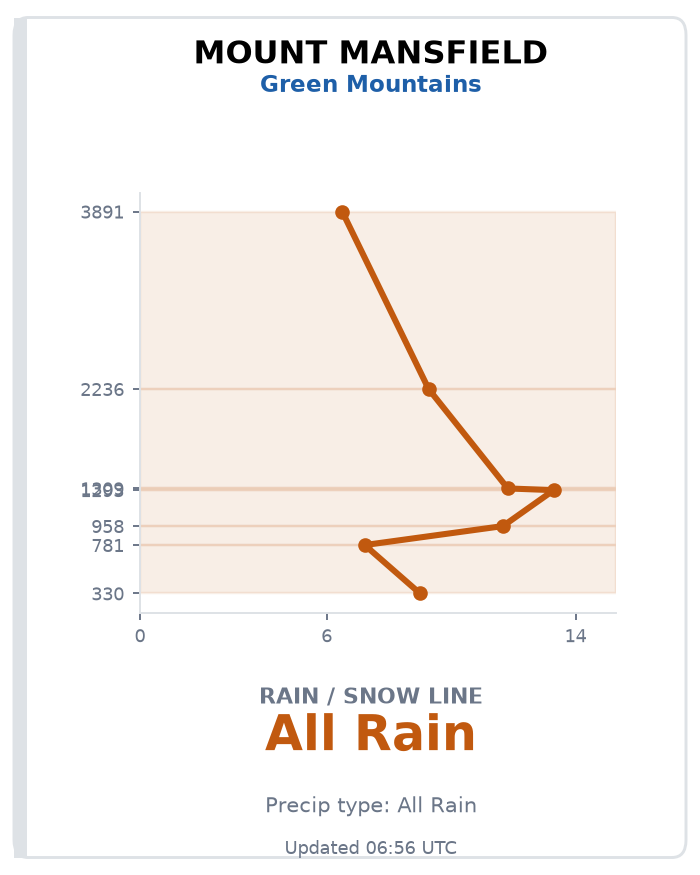 MOUNT MANSFIELD
Green Mountains
3891
2236
958
781
330
0 6 14
RAIN / SNOW LINE
All Rain
Precip type: All Rain
Updated 06:56 UTC